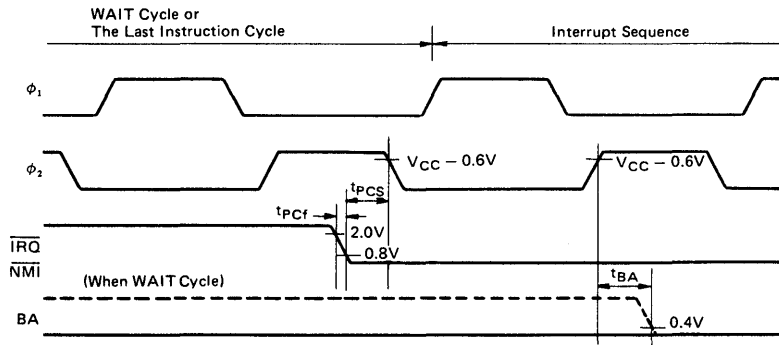 WAIT Cycle or
The Last Instruction Cycle
Interrupt Sequence
ϕ1
ϕ2
VCC – 0.6V
VCC – 0.6V
tPCS
tPCf
2.0V
IRQ
0.8V
NMI
(When WAIT Cycle)
tBA
BA
0.4V